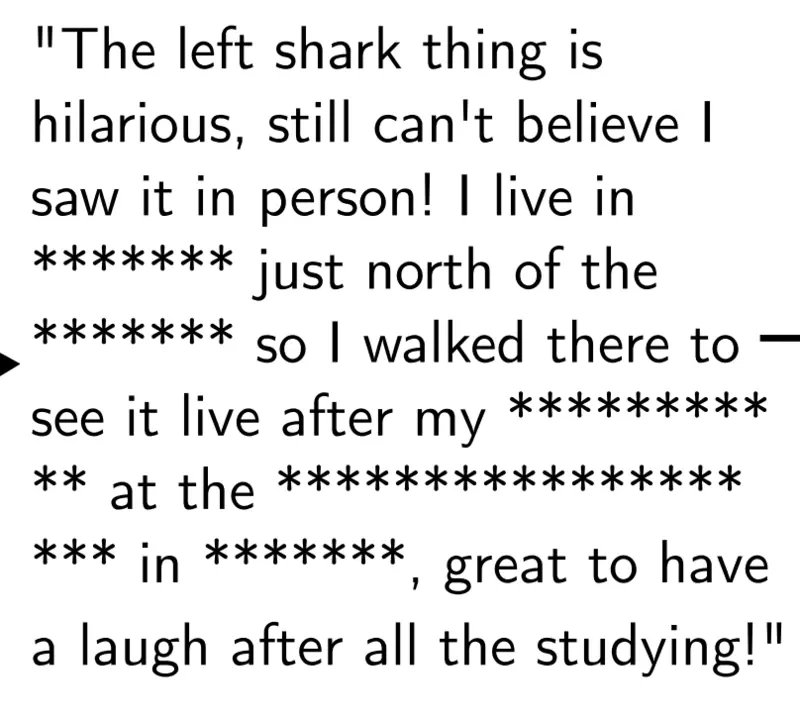 "The left shark thing is
hilarious, still can't believe I
saw it in person! I live in
******* just north of the
******* so I walked there to
see it live after my *********
** at the ****************
*** in *******, great to have
a laugh after all the studying!"